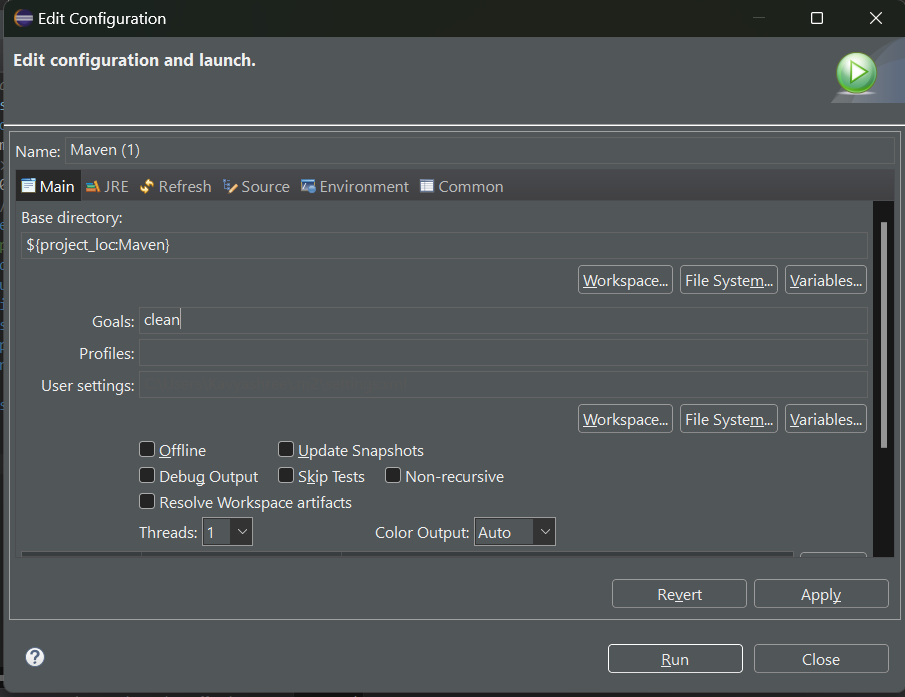 Edit Configuration
Edit configuration and launch.
Name: Maven (1)
Main JRE Refresh Source Environment Common
Base directory:
${project_loc:Maven}
Workspace... File System... Variables...
Goals: clean
Profiles:
User settings:
Workspace... File System... Variables...
Offline Update Snapshots
Debug Output Skip Tests Non-recursive
Resolve Workspace artifacts
Threads: 1 Color Output: Auto
Revert Apply
? Run Close